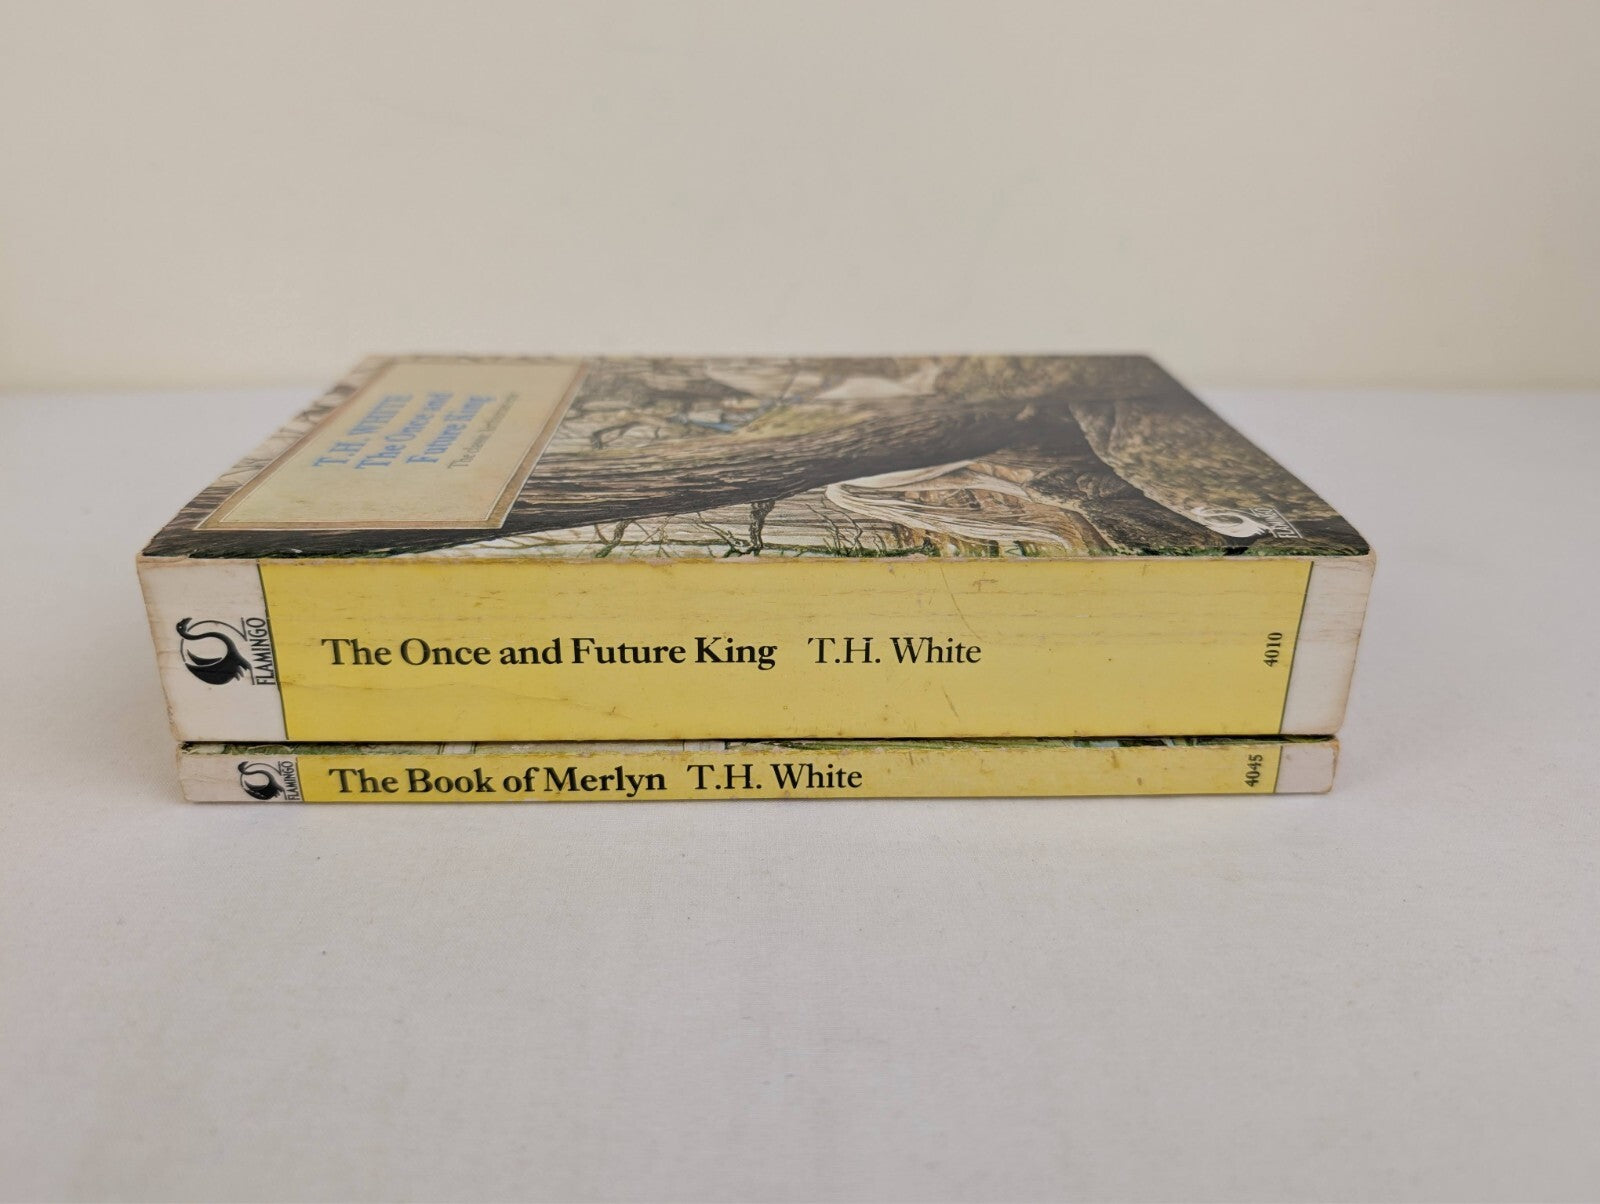 T.H. WHITE
The Once and
Future King
The Once and Future King T.H. White
FLAMINGO
4010
The Book of Merlyn T.H. White
FLAMINGO
4045